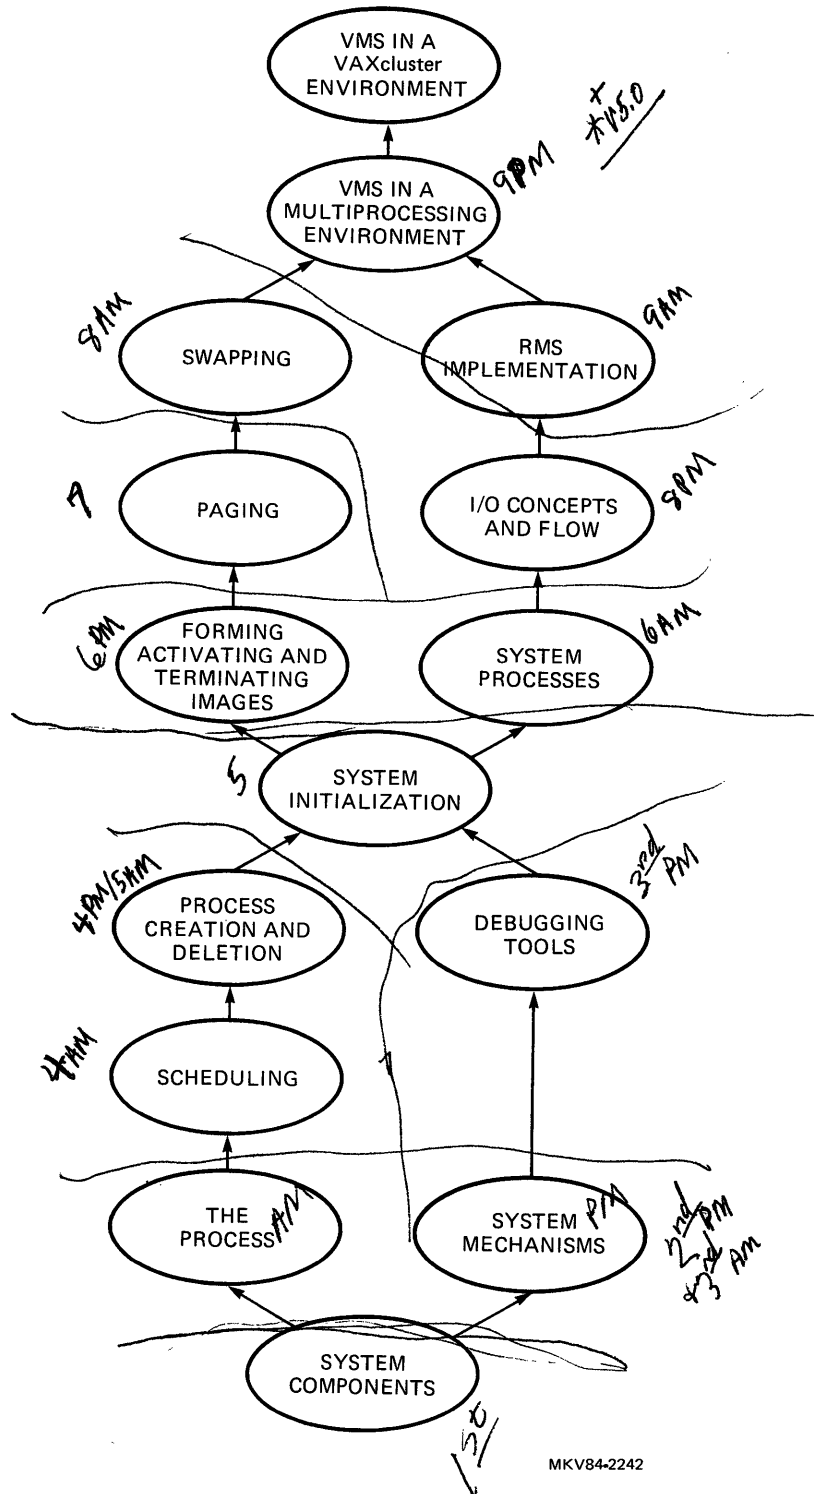 VMS IN A
VAXcluster
ENVIRONMENT
*v5.0
VMS IN A
MULTIPROCESSING
ENVIRONMENT
9PM
8AM
SWAPPING
RMS
IMPLEMENTATION
9AM
7
PAGING
I/O CONCEPTS
AND FLOW
8PM
6PM
FORMING
ACTIVATING AND
TERMINATING
IMAGES
SYSTEM
PROCESSES
6AM
5
SYSTEM
INITIALIZATION
4PM/5AM
PROCESS
CREATION AND
DELETION
DEBUGGING
TOOLS
3rd
PM
4AM
SCHEDULING
THE
PROCESS AM
SYSTEM PM
MECHANISMS
2nd PM
3rd AM
SYSTEM
COMPONENTS
1st
MKV84-2242